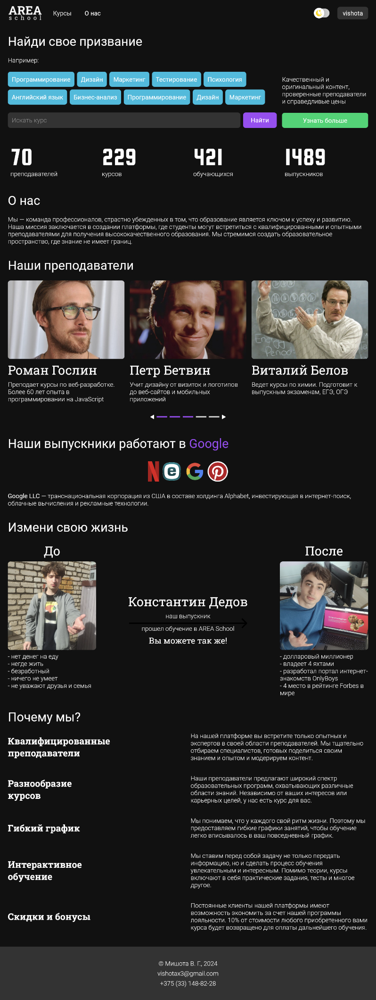 AREA
school
Курсы
О нас
vishota
Найди свое призвание
Например:
Программирование
Дизайн
Маркетинг
Тестирование
Психология
Английский язык
Бизнес-анализ
Программирование
Дизайн
Маркетинг
Искать курс
Найти
Качественный и
оригинальный контент,
проверенные преподаватели
и справедливые цены
Узнать больше
70
преподавателей
229
курсов
421
обучающихся
1489
выпускников
О нас
Мы — команда профессионалов, страстно убежденных в том, что образование является ключом к успеху и развитию.
Наша миссия заключается в создании платформы, где студенты могут встретиться с квалифицированными и опытными
преподавателями для получения высококачественного образования. Мы стремимся создать образовательное
пространство, где знание не имеет границ.
Наши преподаватели
Роман Гослин
Преподает курсы по веб-разработке.
Более 60 лет опыта в
программировании на JavaScript
Петр Бетвин
Учит дизайну от визиток и логотипов
до веб-сайтов и мобильных
приложений
Виталий Белов
Ведет курсы по химии. Подготовит к
выпускным экзаменам, ЕГЭ, ОГЭ
Наши выпускники работают в Google
Google LLC — транснациональная корпорация из США в составе холдинга Alphabet, инвестирующая в интернет-поиск,
облачные вычисления и рекламные технологии.
Измени свою жизнь
До
- нет денег на еду
- негде жить
- безработный
- ничего не умеет
- не уважают друзья и семья
Константин Дедов
наш выпускник
прошел обучение в AREA School
Вы можете так же!
После
- долларовый миллионер
- владеет 4 яхтами
- разработал портал интернет-
знакомств OnlyBoys
- 4 место в рейтинге Forbes в
мире
Почему мы?
Квалифицированные
преподаватели
На нашей платформе вы встретите только опытных и
экспертов в своей области преподавателей. Мы тщательно
отбираем специалистов, готовых поделиться своим
знанием и опытом и модерируем контент.
Разнообразие
курсов
Наши преподаватели предлагают широкий спектр
образовательных программ, охватывающих различные
области знаний. Независимо от ваших интересов или
карьерных целей, у нас есть курс для вас.
Гибкий график
Мы понимаем, что у каждого свой ритм жизни. Поэтому мы
предоставляем гибкие графики занятий, чтобы обучение
легко вписывалось в ваш повседневный график.
Интерактивное
обучение
Мы ставим перед собой задачу не только передать
информацию, но и сделать процесс обучения
увлекательным и интересным. Помимо теории, курсы
включают в себя практические задания, тесты и многое
другое.
Скидки и бонусы
Постоянные клиенты нашей платформы имеют
возможность экономить за счет нашей программы
лояльности. 10% от стоимости любого приобретенного вами
курса будет возвращено для оплаты дальнейшего обучения.
© Мишота В. Г., 2024
vishotax3@gmail.com
+375 (33) 148-82-28